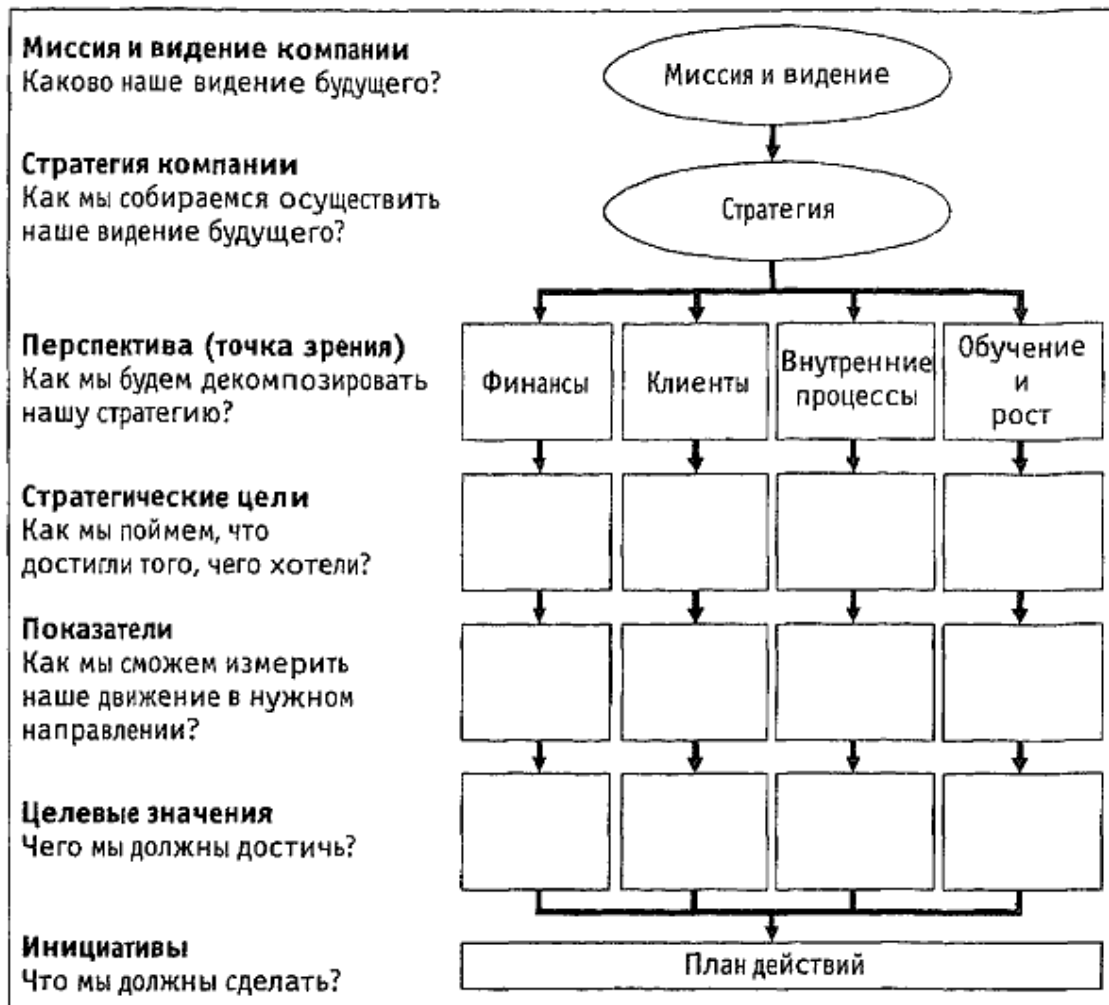 Миссия и видение компании
Каково наше видение будущего?
Миссия и видение
Стратегия компании
Как мы собираемся осуществить
наше видение будущего?
Стратегия
Перспектива (точка зрения)
Как мы будем декомпозировать
нашу стратегию?
Финансы
Клиенты
Внутренние
процессы
Обучение
и
рост
Стратегические цели
Как мы поймем, что
достигли того, чего хотели?
Показатели
Как мы сможем измерить
наше движение в нужном
направлении?
Целевые значения
Чего мы должны достичь?
Инициативы
Что мы должны сделать?
План действий